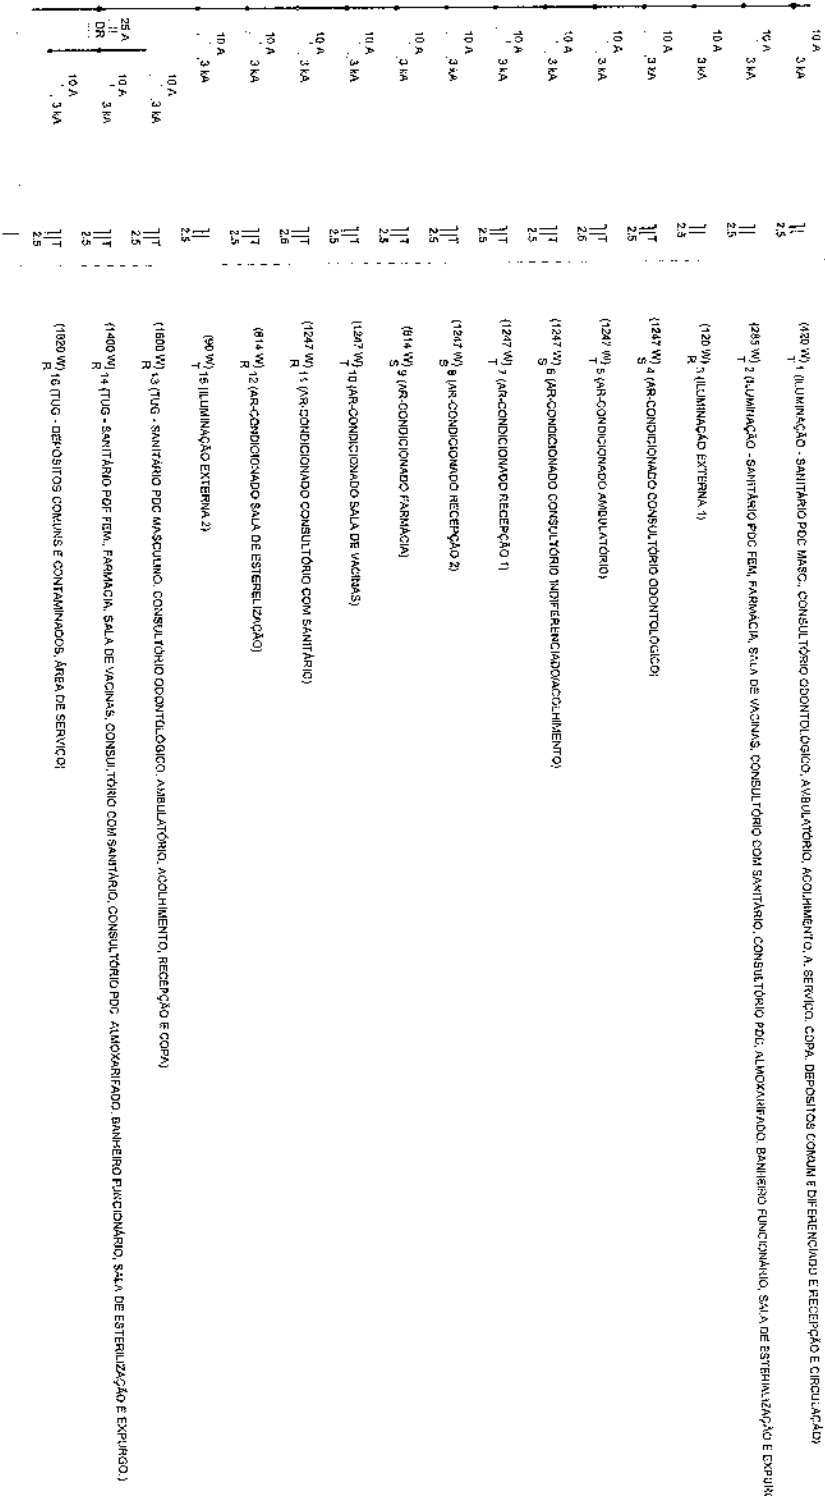 10 A
3 kA
2.5
(420 W)
T
1 (ILUMINAÇÃO - SANITÁRIO PDC MASC., CONSULTÓRIO ODONTOLÓGICO, AMBULATÓRIO, ACOLHIMENTO, A. SERVIÇO, COPA, DEPÓSITOS COMUM E DIFERENCIADO E RECEPÇÃO E CIRCULAÇÃO)
10 A
3 kA
2.5
(285 W)
T
2 (ILUMINAÇÃO - SANITÁRIO PDC FEM, FARMÁCIA, SALA DE VACINAS, CONSULTÓRIO COM SANITÁRIO, CONSULTÓRIO PDC, ALMOXARIFADO, BANHEIRO FUNCIONÁRIO, SALA DE ESTERIALIZAÇÃO E EXPURG
10 A
3 kA
2.5
(120 W)
R
3 (ILUMINAÇÃO EXTERNA 1)
10 A
3 kA
T
2.5
(1247 W)
S
4 (AR-CONDICIONADO CONSULTÓRIO ODONTOLÓGICO)
10 A
3 kA
T
2.5
(1247 W)
T
5 (AR-CONDICIONADO AMBULATÓRIO)
10 A
3 kA
T
2.5
(1247 W)
S
6 (AR-CONDICIONADO CONSULTÓRIO INDIFERENCIADO/ACOLHIMENTO)
10 A
3 kA
T
2.5
(1247 W)
T
7 (AR-CONDICIONADO RECEPÇÃO 1)
10 A
3 kA
T
2.5
(1247 W)
S
8 (AR-CONDICIONADO RECEPÇÃO 2)
10 A
3 kA
T
2.5
(814 W)
S
9 (AR-CONDICIONADO FARMÁCIA)
10 A
3 kA
T
2.5
(1247 W)
T
10 (AR-CONDICIONADO SALA DE VACINAS)
10 A
3 kA
T
2.5
(1247 W)
R
11 (AR-CONDICIONADO CONSULTÓRIO COM SANITÁRIO)
10 A
3 kA
T
2.5
(814 W)
R
12 (AR-CONDICIONADO SALA DE ESTERELIZAÇÃO)
10 A
3 kA
2.5
(90 W)
T
15 (ILUMINAÇÃO EXTERNA 2)
25 A
DR
10 A
3 kA
T
2.5
(1600 W)
R
13 (TUG - SANITÁRIO PDC MASCULINO, CONSULTÓRIO ODONTOLÓGICO, AMBULATÓRIO, ACOLHIMENTO, RECEPÇÃO E COPA)
10 A
3 kA
T
2.5
(1400 W)
R
14 (TUG - SANITÁRIO PDF FEM., FARMACIA, SALA DE VACINAS, CONSULTÓRIO COM SANITÁRIO, CONSULTÓRIO PDC, ALMOXARIFADO, BANHEIRO FUNCIONÁRIO, SALA DE ESTERILIZAÇÃO E EXPURGO.)
10 A
3 kA
T
2.5
R
16 (TUG - DEPÓSITOS COMUNS E CONTAMINADOS, ÁREA DE SERVIÇO)